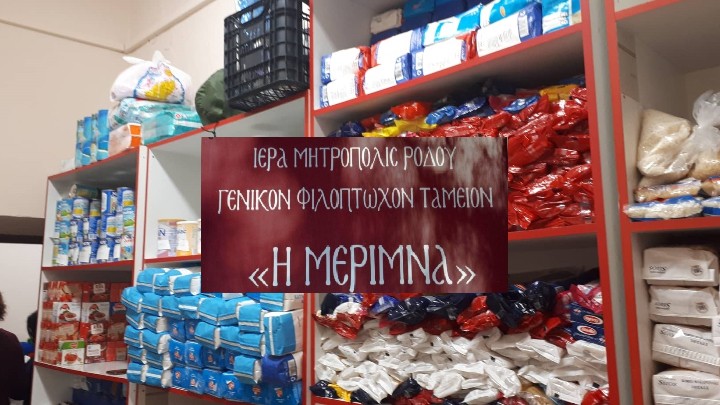 ΙΕΡΑ ΜΗΤΡΟΠΟΛΙΣ ΡΟΔΟΥ
ΓΕΝΙΚΟΝ ΦΙΛΟΠΤΩΧΟΝ ΤΑΜΕΙΟΝ
«Η ΜΕΡΙΜΝΑ»